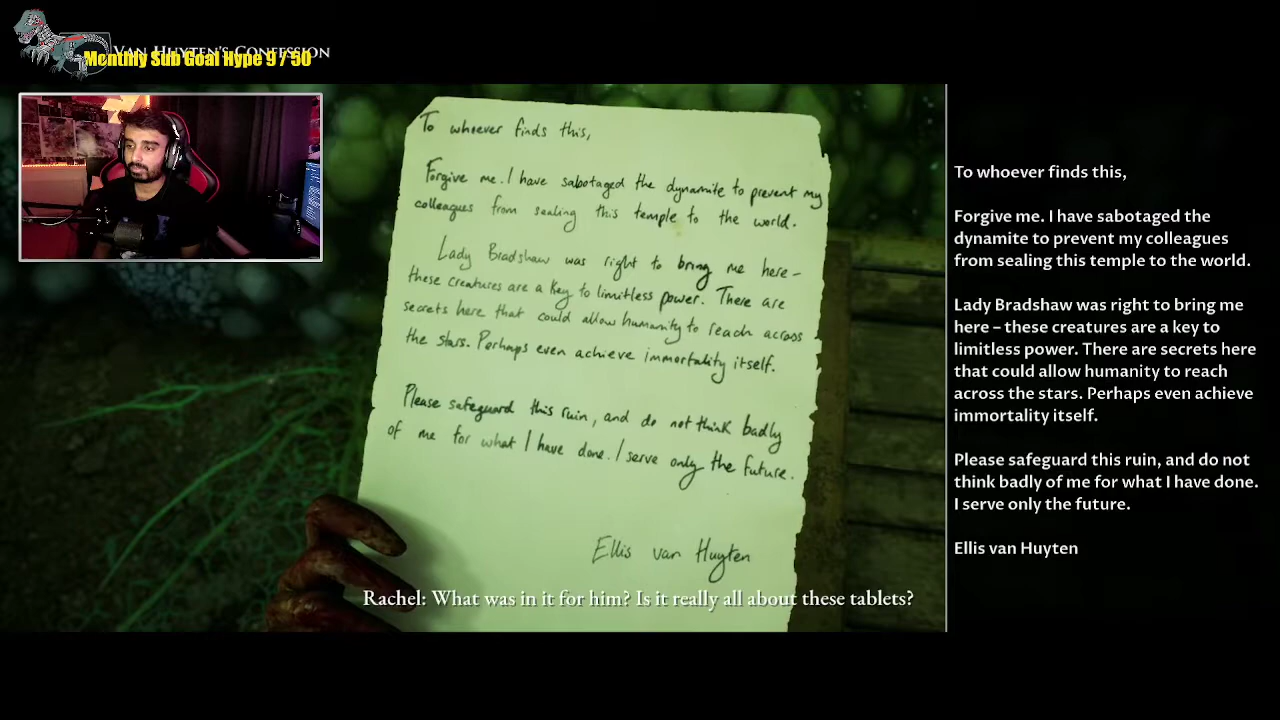 VAN HUYTEN'S CONFESSION
Monthly Sub Goal Hype 9 / 50
To whoever finds this,
Forgive me. I have sabotaged the dynamite to prevent my
colleagues from sealing this temple to the world.
Lady Bradshaw was right to bring me here –
these creatures are a key to limitless power. There are
secrets here that could allow humanity to reach across
the stars. Perhaps even achieve immortality itself.
Please safeguard this ruin, and do not think badly
of me for what I have done. I serve only the future.
Ellis van Huyten
Rachel: What was in it for him? Is it really all about these tablets?
To whoever finds this,
Forgive me. I have sabotaged the
dynamite to prevent my colleagues
from sealing this temple to the world.
Lady Bradshaw was right to bring me
here – these creatures are a key to
limitless power. There are secrets here
that could allow humanity to reach
across the stars. Perhaps even achieve
immortality itself.
Please safeguard this ruin, and do not
think badly of me for what I have done.
I serve only the future.
Ellis van Huyten